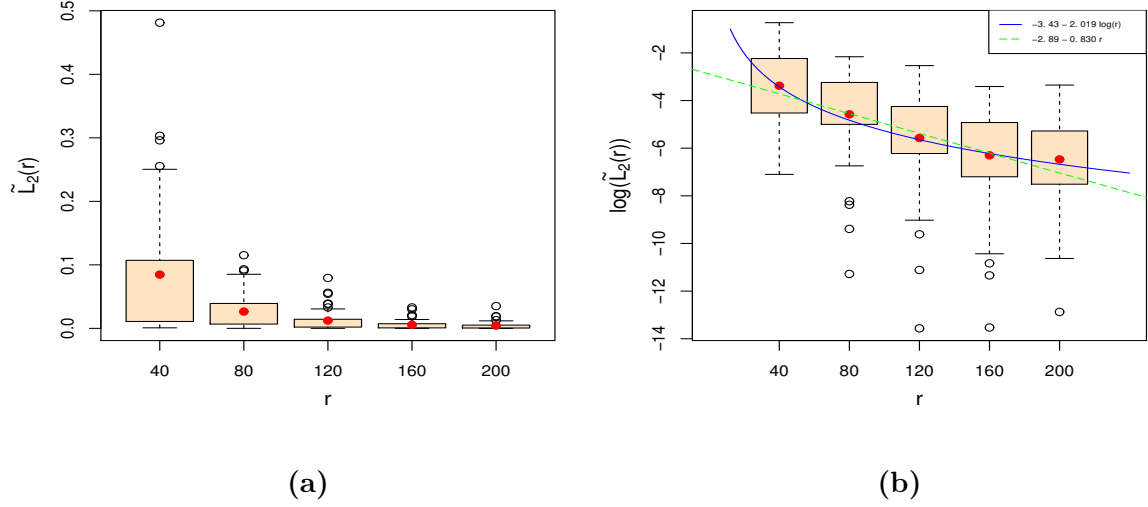 0.5
0.4
0.3
0.2
0.1
0.0
L̃₂(r)
40 80 120 160 200
r
(a)
−3. 43 − 2. 019 log(r)
−2. 89 − 0. 830 r
−2
−4
−6
−8
−10
−12
−14
log(L̃₂(r))
40 80 120 160 200
r
(b)